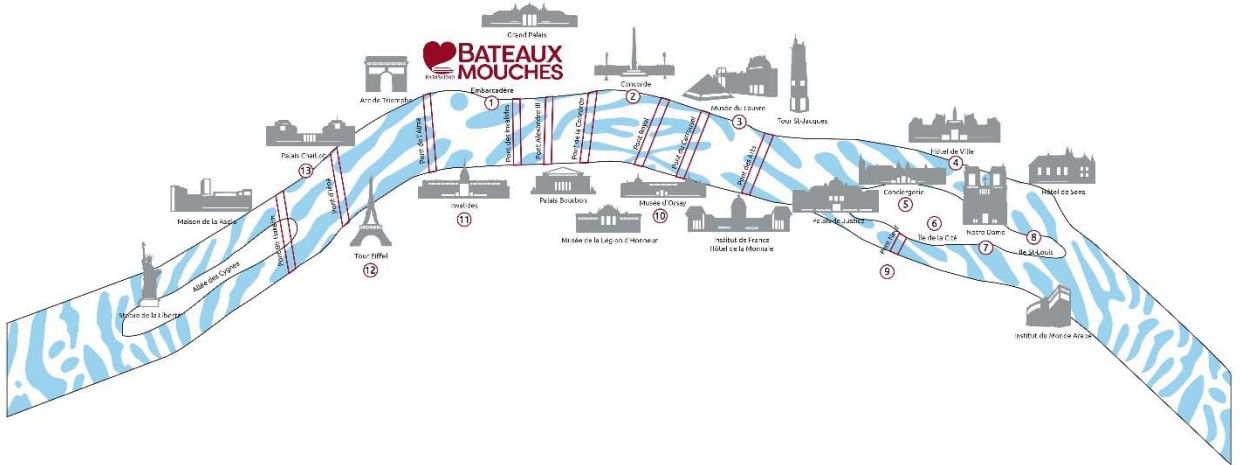 Grand Palais
BATEAUX
MOUCHES
PARIS 1949
Embarcadère
1
Arc de Triomphe
Concorde
2
Musée du Louvre
3
Tour St-Jacques
Hôtel de Ville
4
Hôtel de Sens
Palais Chaillot
13
Maison de la Radio
Statue de la Liberté
Allée des Cygnes
Pont d'Iéna
Pont de l'Alma
Pont des Invalides
Pont Alexandre III
Pont de la Concorde
Pont Royal
Pont du Carrousel
Pont des Arts
Pont Neuf
Tour Eiffel
12
Invalides
11
Palais Bourbon
Musée de la Légion d'Honneur
Musée d'Orsay
10
Institut de France
Hôtel de la Monnaie
Palais de Justice
Conciergerie
5
6
Île de la Cité
Notre Dame
7
8
Île St-Louis
9
Institut du Monde Arabe